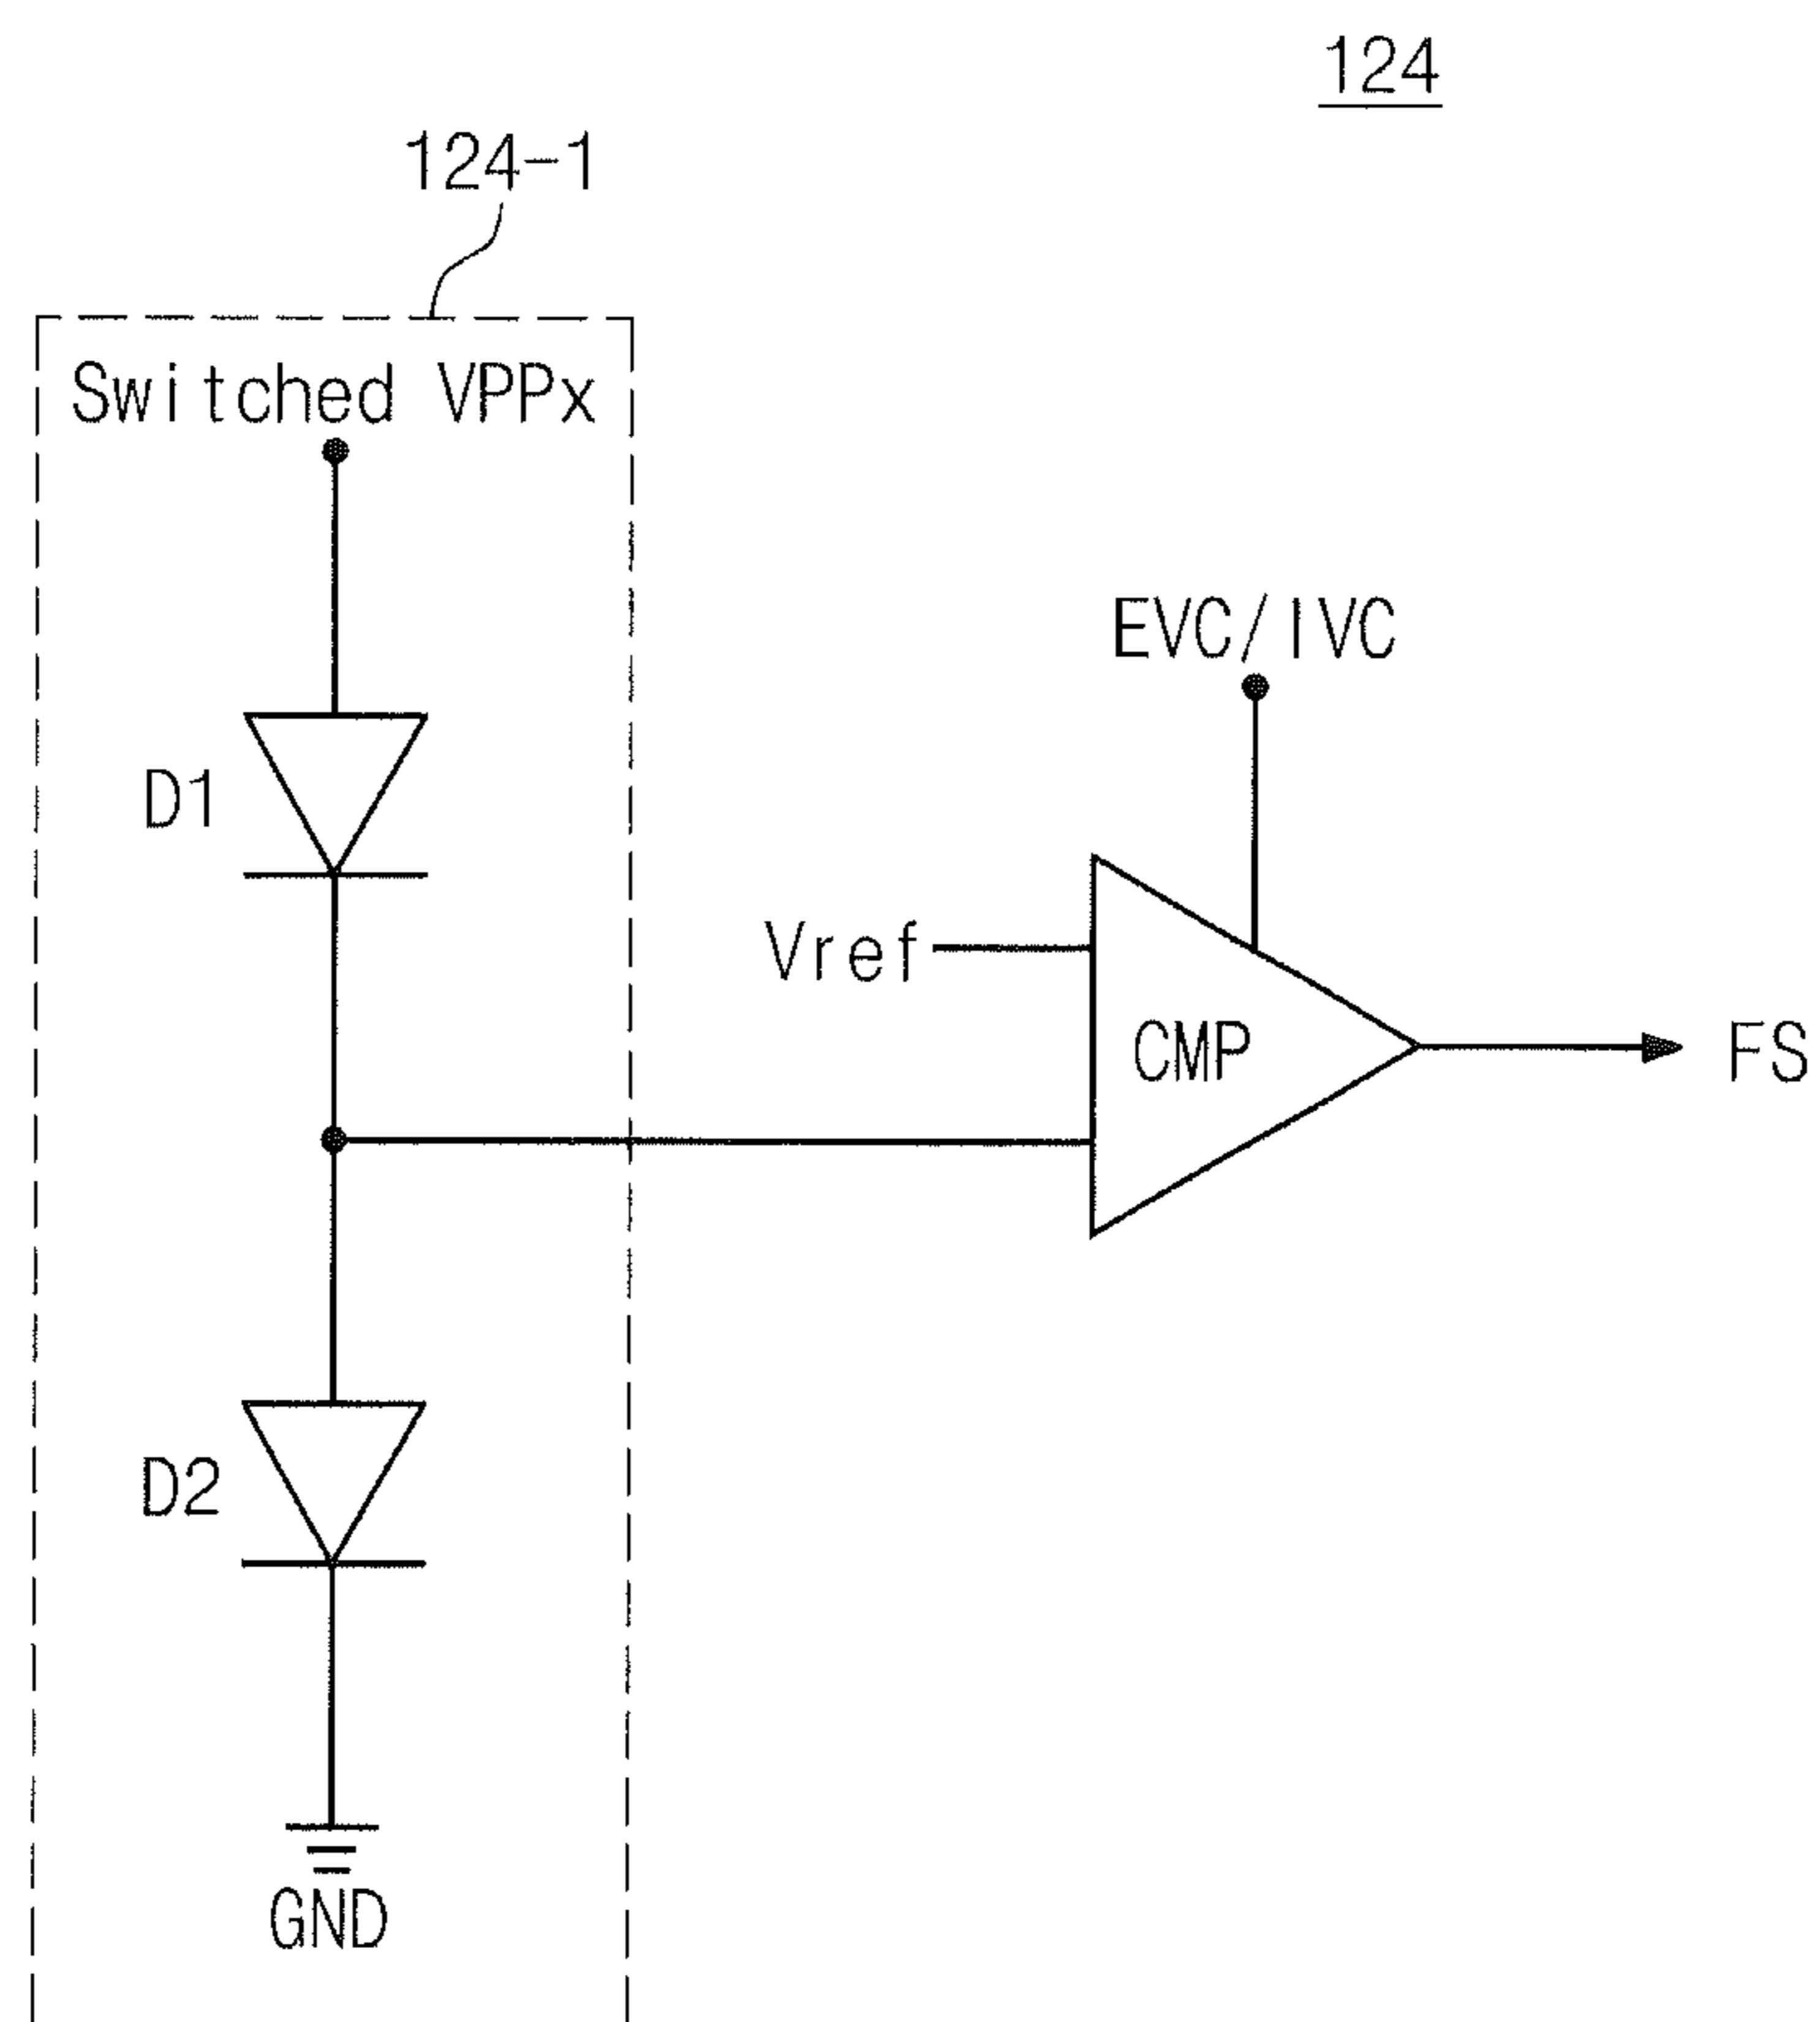 124
124-1
Switched VPPx
EVC/IVC
D1
Vref
CMP
FS
D2
GND